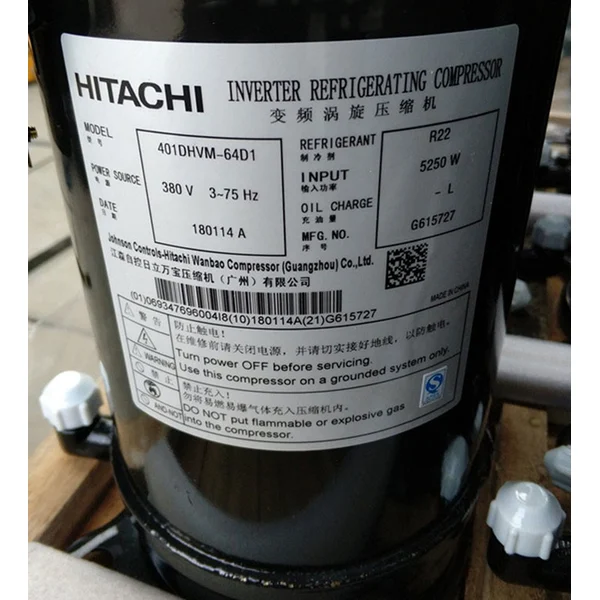 HITACHI INVERTER REFRIGERATING COMPRESSOR
变频涡旋压缩机
MODEL 型号 401DHVM-64D1
POWER SOURCE 电源 380 V 3~75 Hz
DATE 日期 180114 A
REFRIGERANT 制冷剂 R22
INPUT 输入功率 5250 W
OIL CHARGE 充油量 - L
MFG.NO. 序号 G615727
Johnson Controls-Hitachi Wanbao Compressor (Guangzhou) Co.,Ltd.
江森自控日立万宝压缩机（广州）有限公司
MADE IN CHINA
(01)06934769600418(10)180114A(21)G615727
警告 WARNING
防止触电!
在维修前请关闭电源，并请切实接好地线，以防触电。
Turn power OFF before servicing.
Use this compressor on a grounded system only.
禁止 AND NOT
禁止充入!
勿将易燃易爆气体充入压缩机内。
DO NOT put flammable or explosive gas
into the compressor.